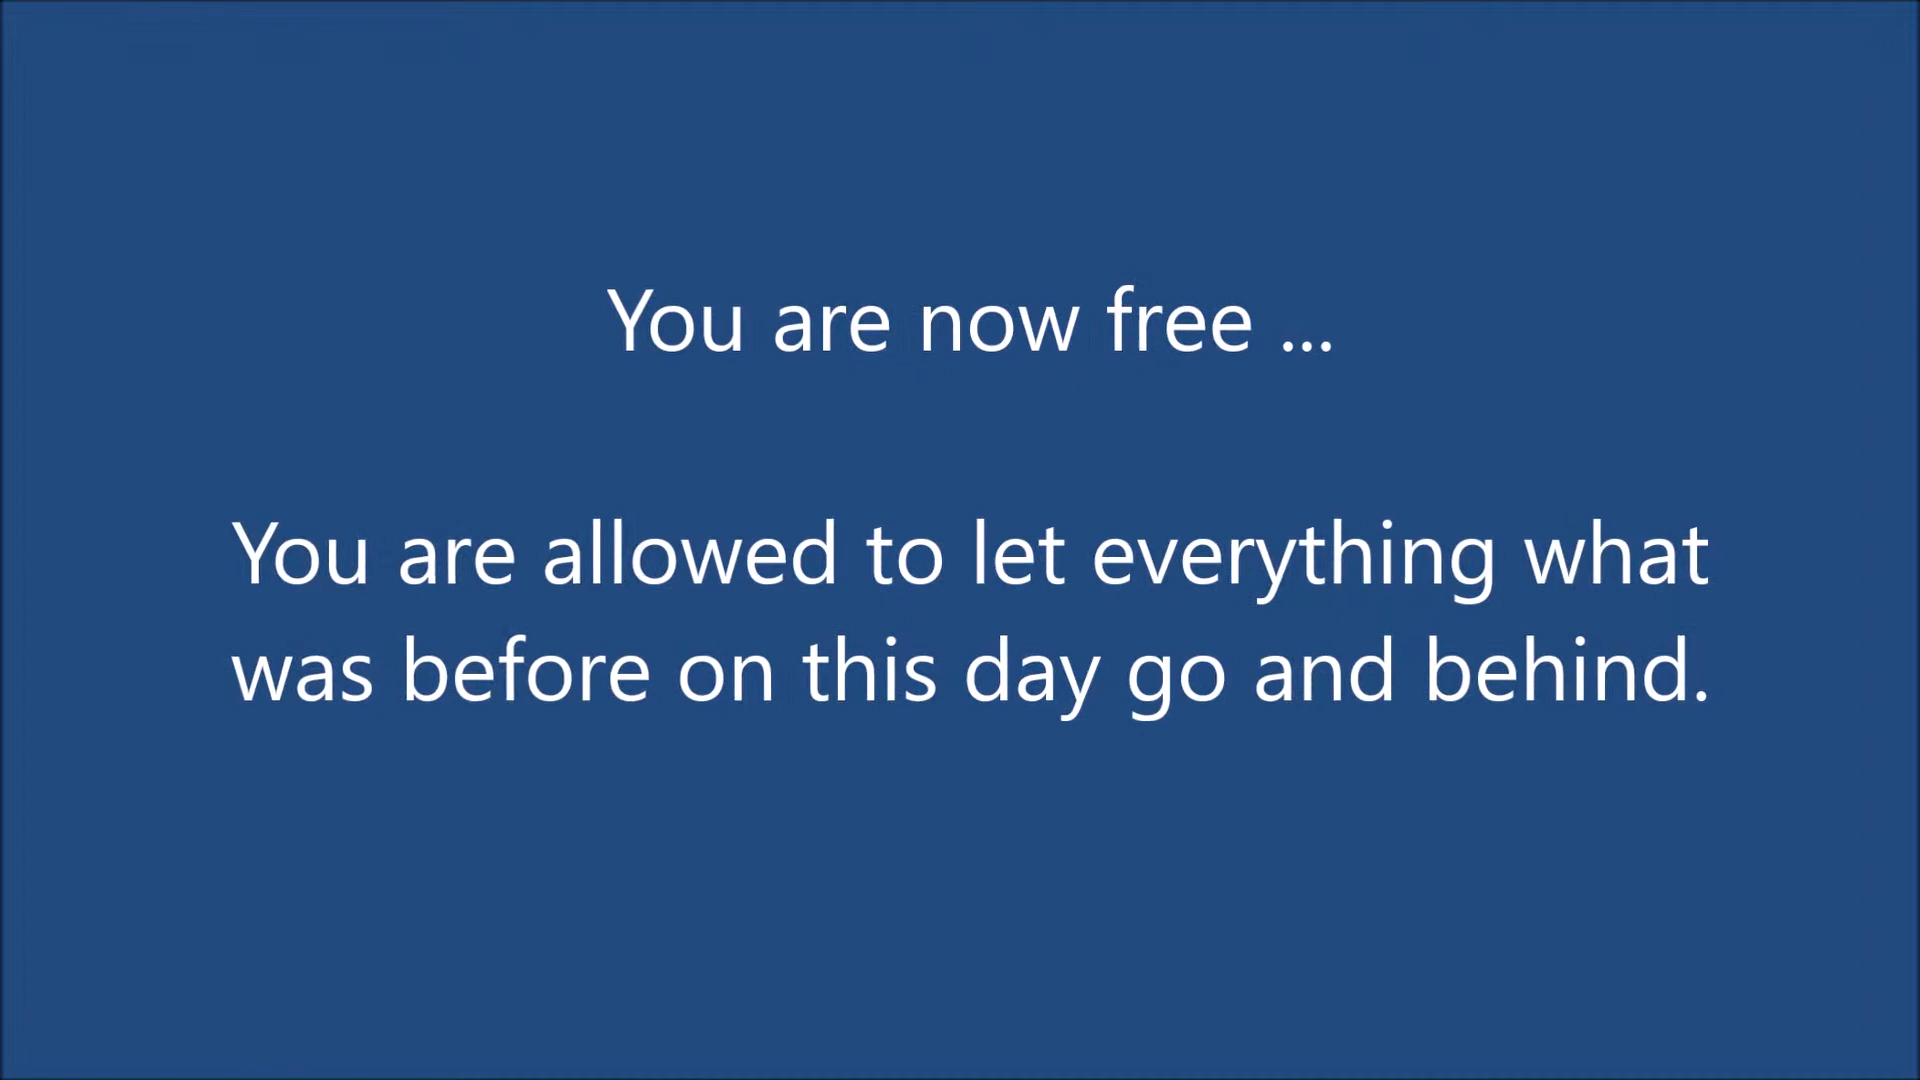 You are now free ...
You are allowed to let everything what
was before on this day go and behind.